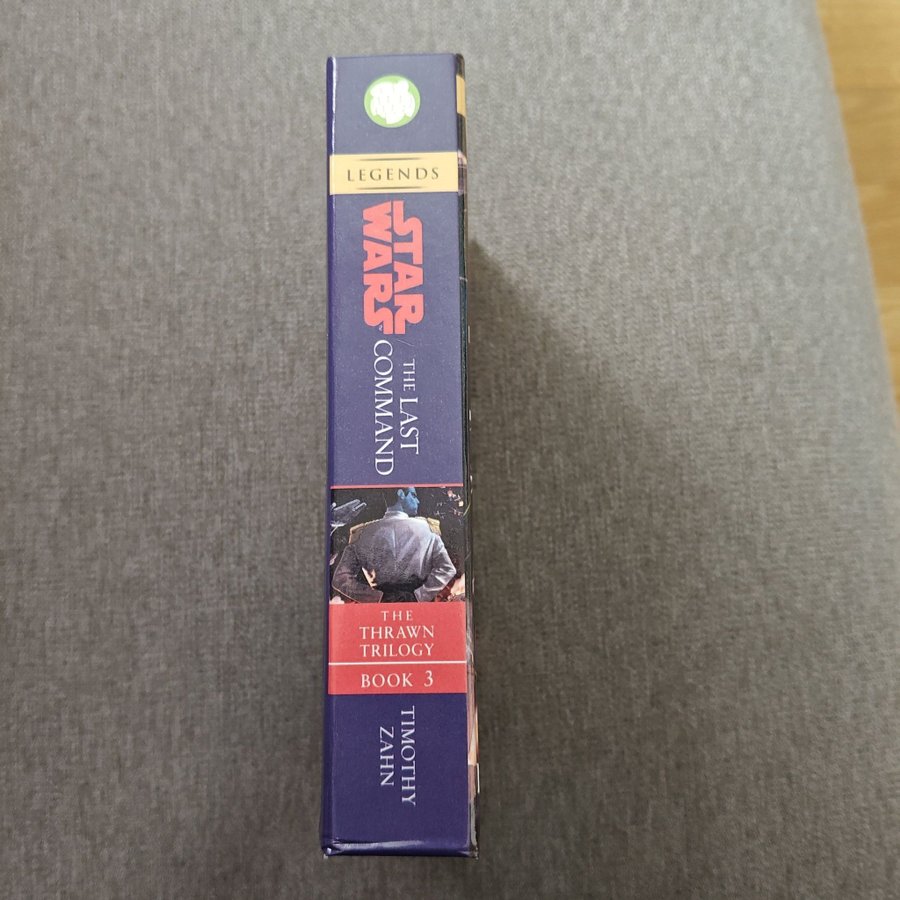 LEGENDS
STAR
WARS
/ THE LAST
COMMAND
THE
THRAWN
TRILOGY
BOOK 3
TIMOTHY
ZAHN